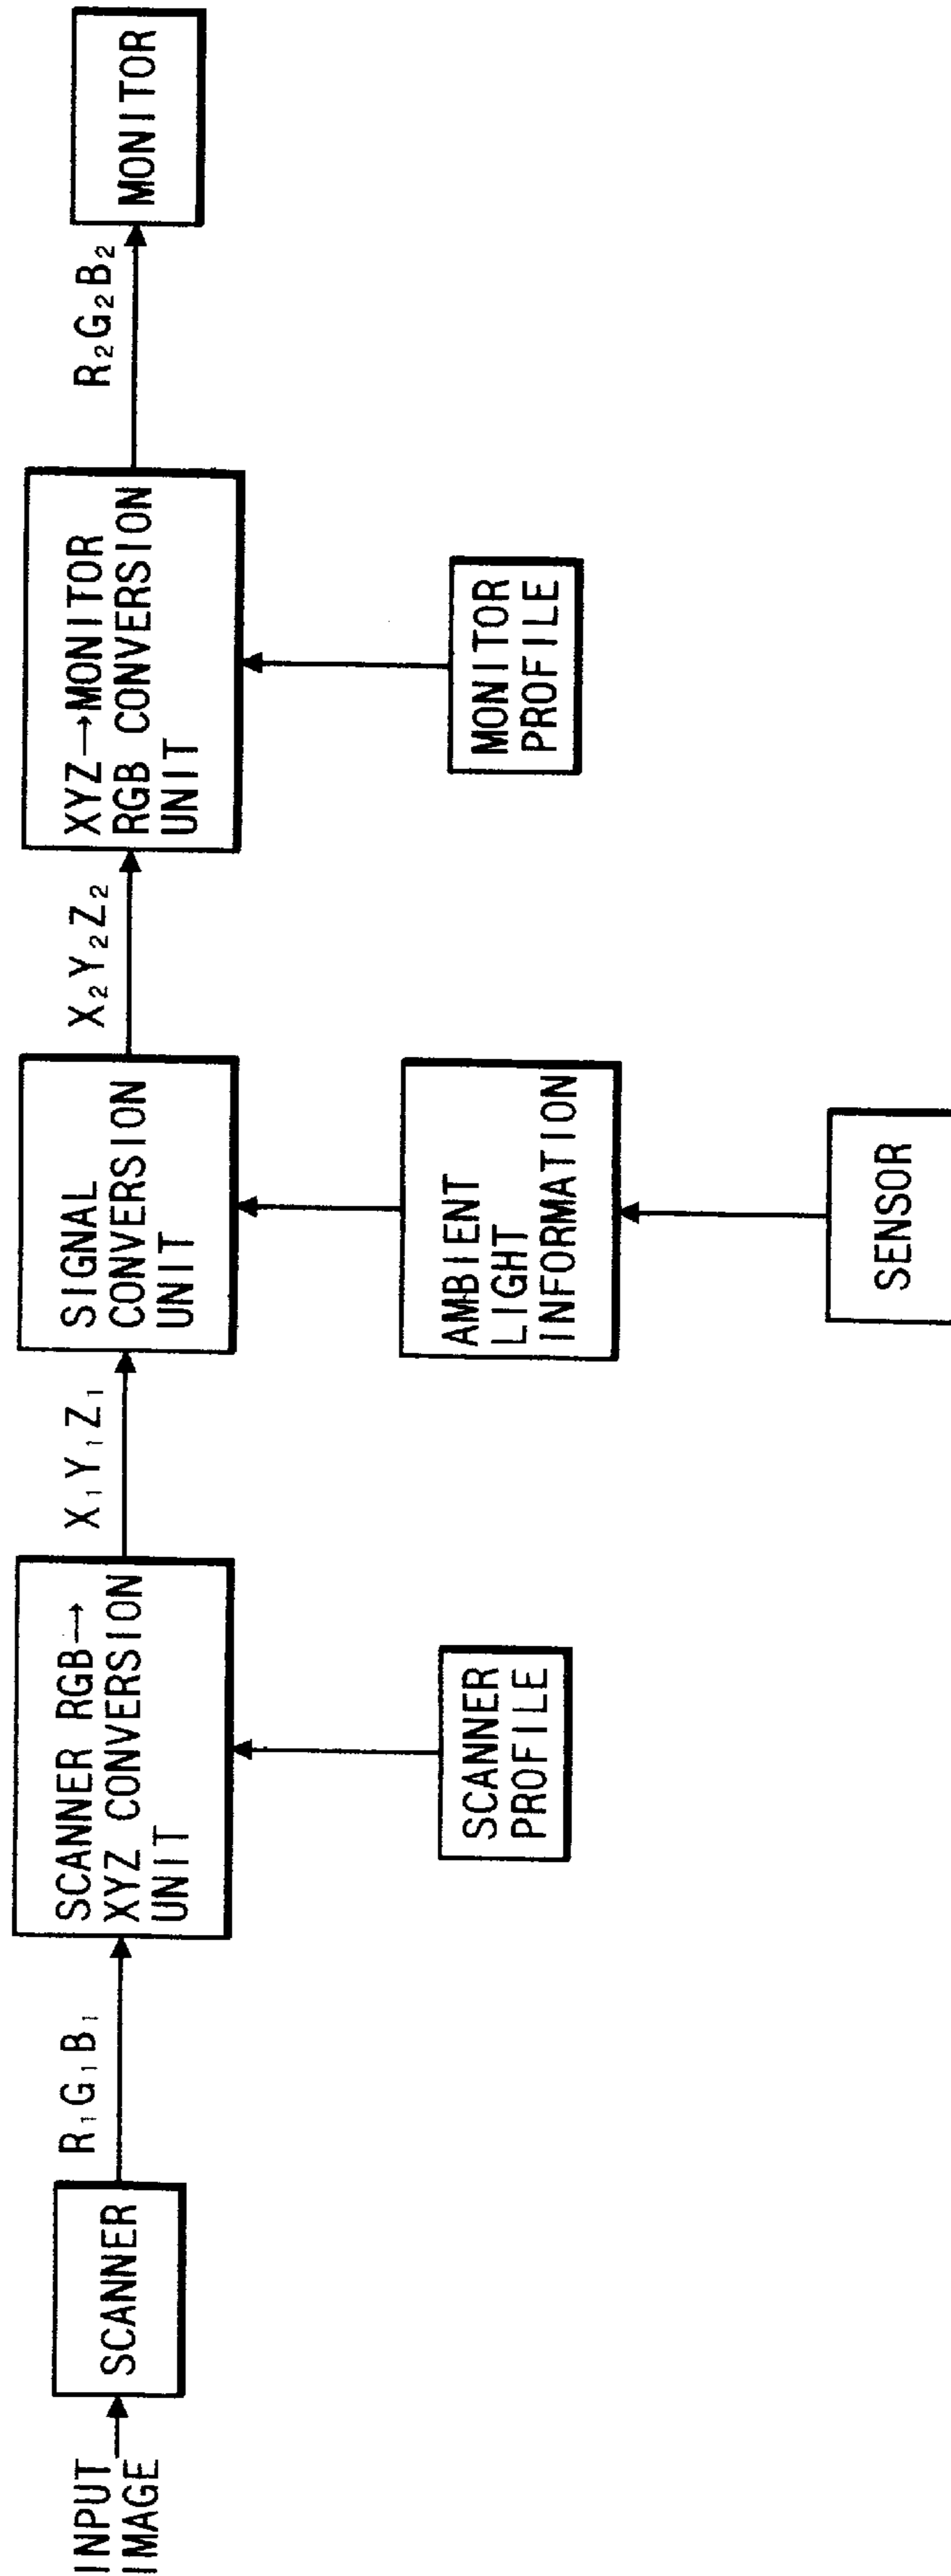 INPUT
IMAGE
SCANNER
R₁G₁B₁
SCANNER RGB→
XYZ CONVERSION
UNIT
SCANNER
PROFILE
X₁Y₁Z₁
SIGNAL
CONVERSION
UNIT
AMBIENT
LIGHT
INFORMATION
SENSOR
X₂Y₂Z₂
XYZ→MONITOR
RGB CONVERSION
UNIT
MONITOR
PROFILE
R₂G₂B₂
MONITOR